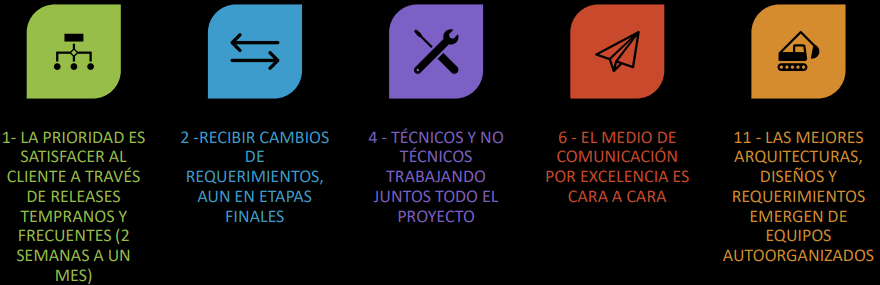 1- LA PRIORIDAD ES
SATISFACER AL
CLIENTE A TRAVÉS
DE RELEASES
TEMPRANOS Y
FRECUENTES (2
SEMANAS A UN
MES)
2 -RECIBIR CAMBIOS
DE
REQUERIMIENTOS,
AUN EN ETAPAS
FINALES
4 - TÉCNICOS Y NO
TÉCNICOS
TRABAJANDO
JUNTOS TODO EL
PROYECTO
6 - EL MEDIO DE
COMUNICACIÓN
POR EXCELENCIA ES
CARA A CARA
11 - LAS MEJORES
ARQUITECTURAS,
DISEÑOS Y
REQUERIMIENTOS
EMERGEN DE
EQUIPOS
AUTOORGANIZADOS